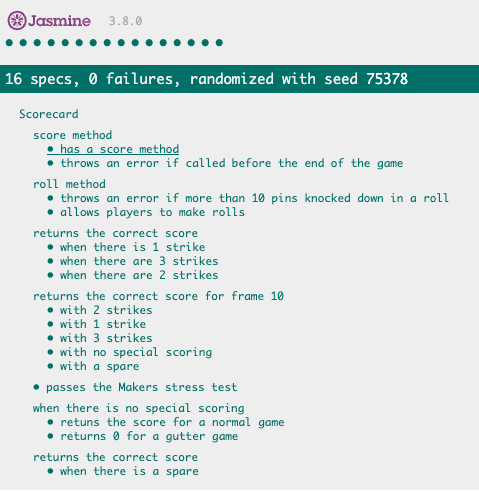 Jasmine 3.8.0
16 specs, 0 failures, randomized with seed 75378
Scorecard
score method
• has a score method
• throws an error if called before the end of the game
roll method
• throws an error if more than 10 pins knocked down in a roll
• allows players to make rolls
returns the correct score
• when there is 1 strike
• when there are 3 strikes
• when there are 2 strikes
returns the correct score for frame 10
• with 2 strikes
• with 1 strike
• with 3 strikes
• with no special scoring
• with a spare
• passes the Makers stress test
when there is no special scoring
• retuns the score for a normal game
• returns 0 for a gutter game
returns the correct score
• when there is a spare